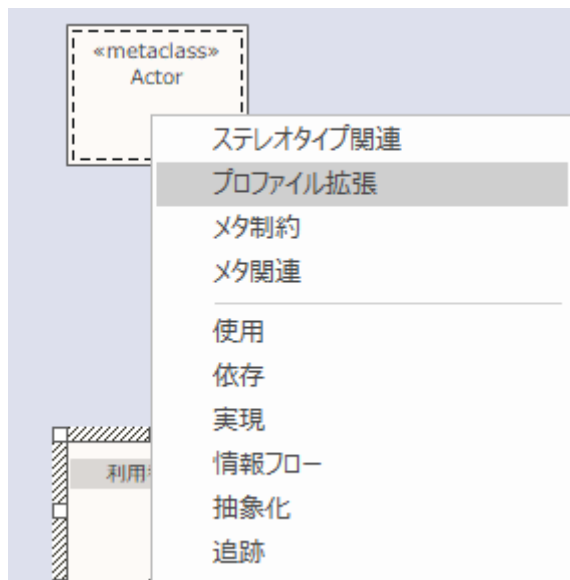 «metaclass»
Actor
ステレオタイプ関連
プロファイル拡張
メタ制約
メタ関連
使用
依存
実現
情報フロー
抽象化
追跡
利用